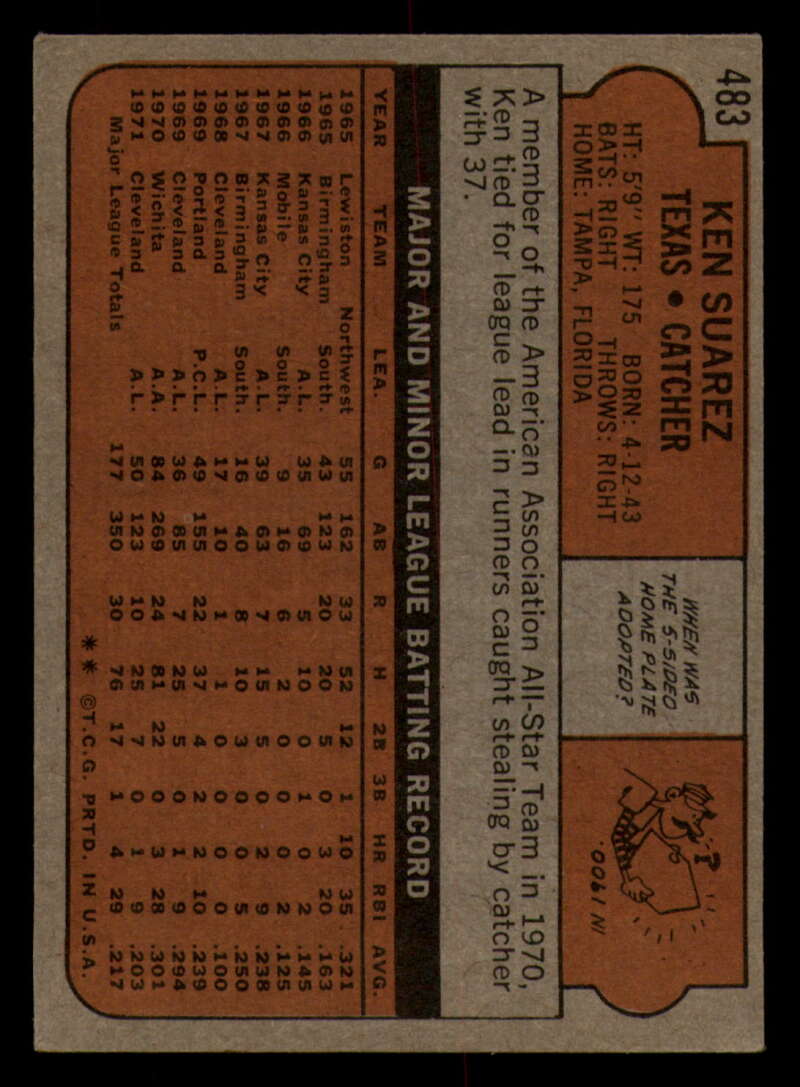 483
KEN SUAREZ
TEXAS • CATCHER
HT: 5'9" WT: 175 BORN: 4-12-43
BATS: RIGHT THROWS: RIGHT
HOME: TAMPA, FLORIDA
WHEN WAS
THE 5-SIDED
HOME PLATE
ADOPTED?
?
IN 1900.
A member of the American Association All-Star Team in 1970,
Ken tied for league lead in runners caught stealing by catcher
with 37.
MAJOR AND MINOR LEAGUE BATTING RECORD
YEAR TEAM LEA. G AB R H 2B 3B HR RBI AVG.
1965 Lewiston Northwest 55 162 33 52 12 1 10 35 .321
1965 Birmingham South. 43 123 20 20 5 0 3 20 .163
1966 Kansas City A.L. 35 69 5 10 0 1 0 2 .145
1966 Mobile South. 9 16 6 2 0 0 0 2 .125
1967 Kansas City A.L. 39 63 7 15 5 0 2 9 .238
1967 Birmingham South. 16 40 8 10 3 0 0 5 .250
1968 Cleveland A.L. 17 10 1 1 0 0 0 0 .100
1969 Portland P.C.L. 49 155 22 37 4 2 2 10 .239
1969 Cleveland A.L. 36 85 7 25 5 0 1 9 .294
1970 Wichita A.A. 84 269 24 81 22 0 3 28 .301
1971 Cleveland A.L. 50 123 10 25 7 0 1 9 .203
Major League Totals 177 350 30 76 17 1 4 29 .217
** ©T.C.G. PRTD. IN U.S.A.